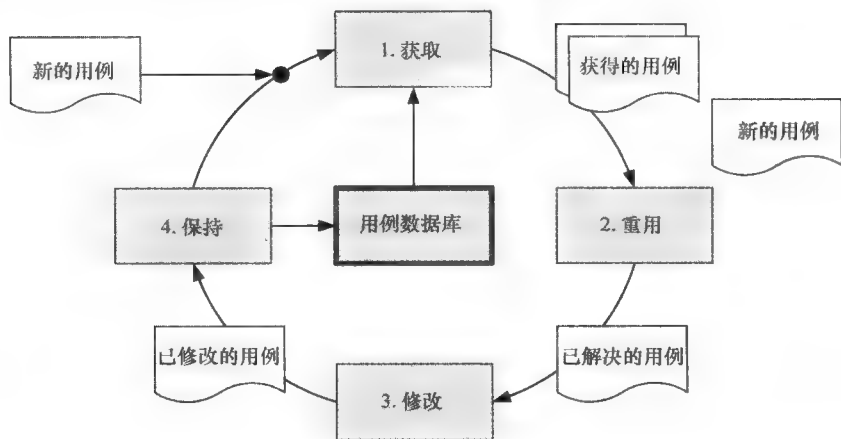 1. 获取
新的用例
获得的用例
新的用例
4. 保持
用例数据库
2. 重用
已修改的用例
已解决的用例
3. 修改